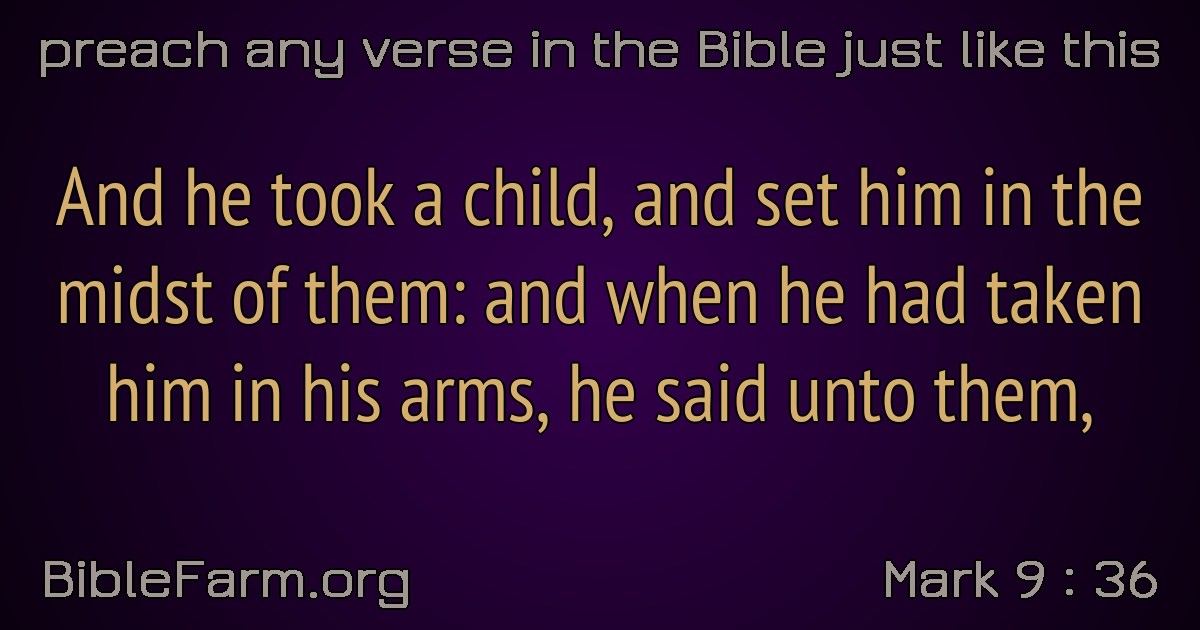 preach any verse in the Bible just like this
And he took a child, and set him in the
midst of them: and when he had taken
him in his arms, he said unto them,
BibleFarm.org
Mark 9 : 36